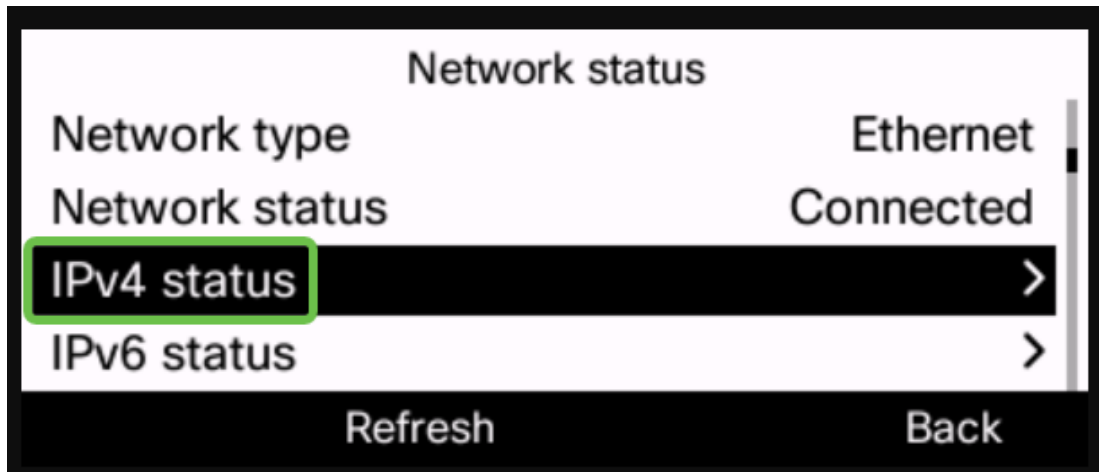 Network status
Network type Ethernet
Network status Connected
IPv4 status >
IPv6 status >
Refresh Back